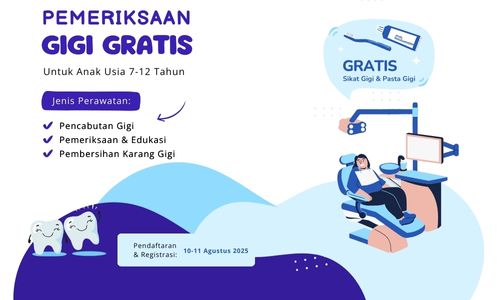 PEMERIKSAAN
GIGI GRATIS
Untuk Anak Usia 7-12 Tahun
Jenis Perawatan:
Pencabutan Gigi
Pemeriksaan & Edukasi
Pembersihan Karang Gigi
GRATIS
Sikat Gigi & Pasta Gigi
Pendaftaran
& Registrasi:
10-11 Agustus 2025